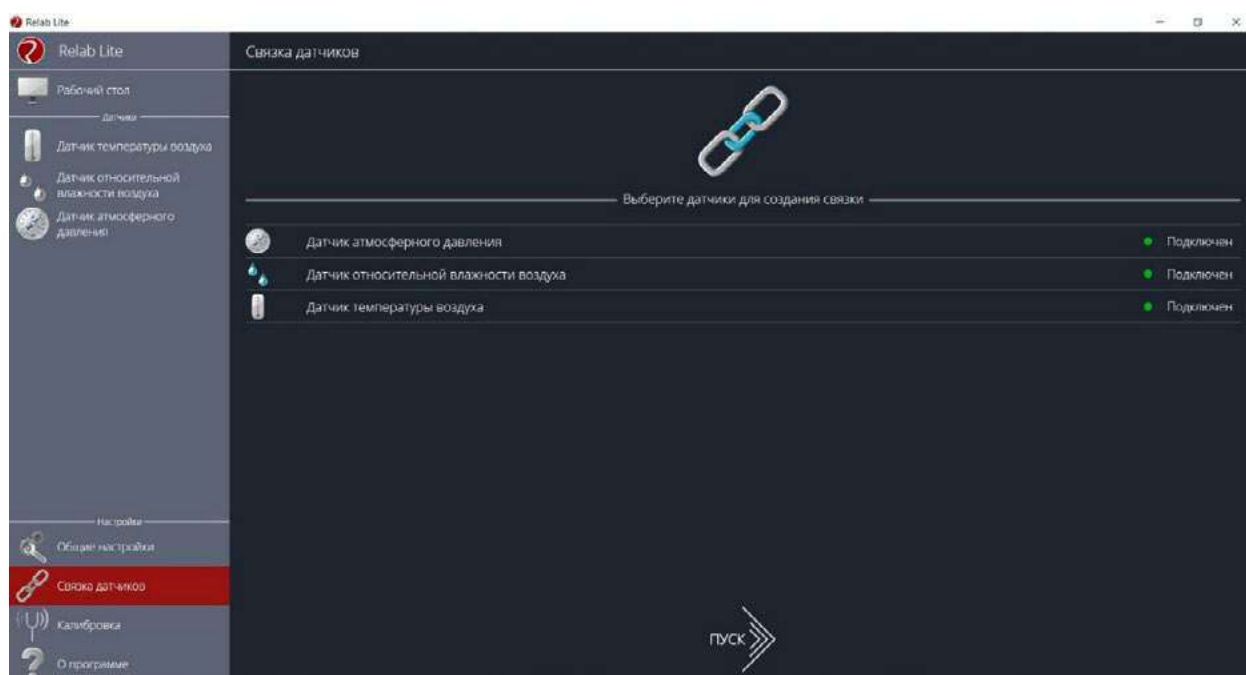 Relab Lite
Relab Lite
Связка датчиков
Рабочий стол
Датчики
Датчик температуры воздуха
Датчик относительной
влажности воздуха
Датчик атмосферного
давления
Выберите датчики для создания связки
Датчик атмосферного давления
Подключен
Датчик относительной влажности воздуха
Подключен
Датчик температуры воздуха
Подключен
Настройки
Общие настройки
Связка датчиков
Калибровка
О программе
ПУСК